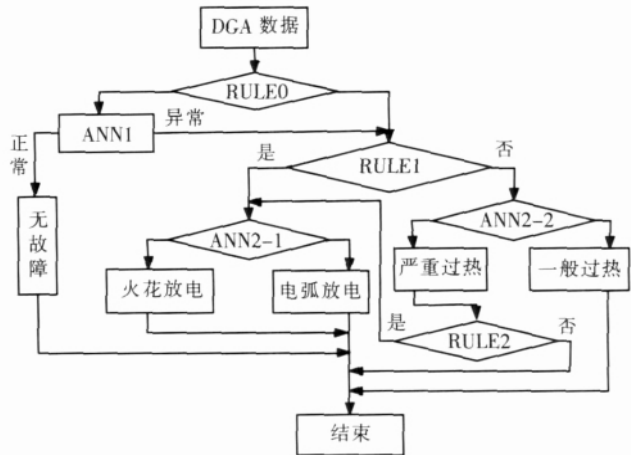 DGA 数据
RULE0
ANN1
异常
正常
RULE1
是
否
无故障
ANN2-1
ANN2-2
火花放电
电弧放电
严重过热
一般过热
是
RULE2
否
结束